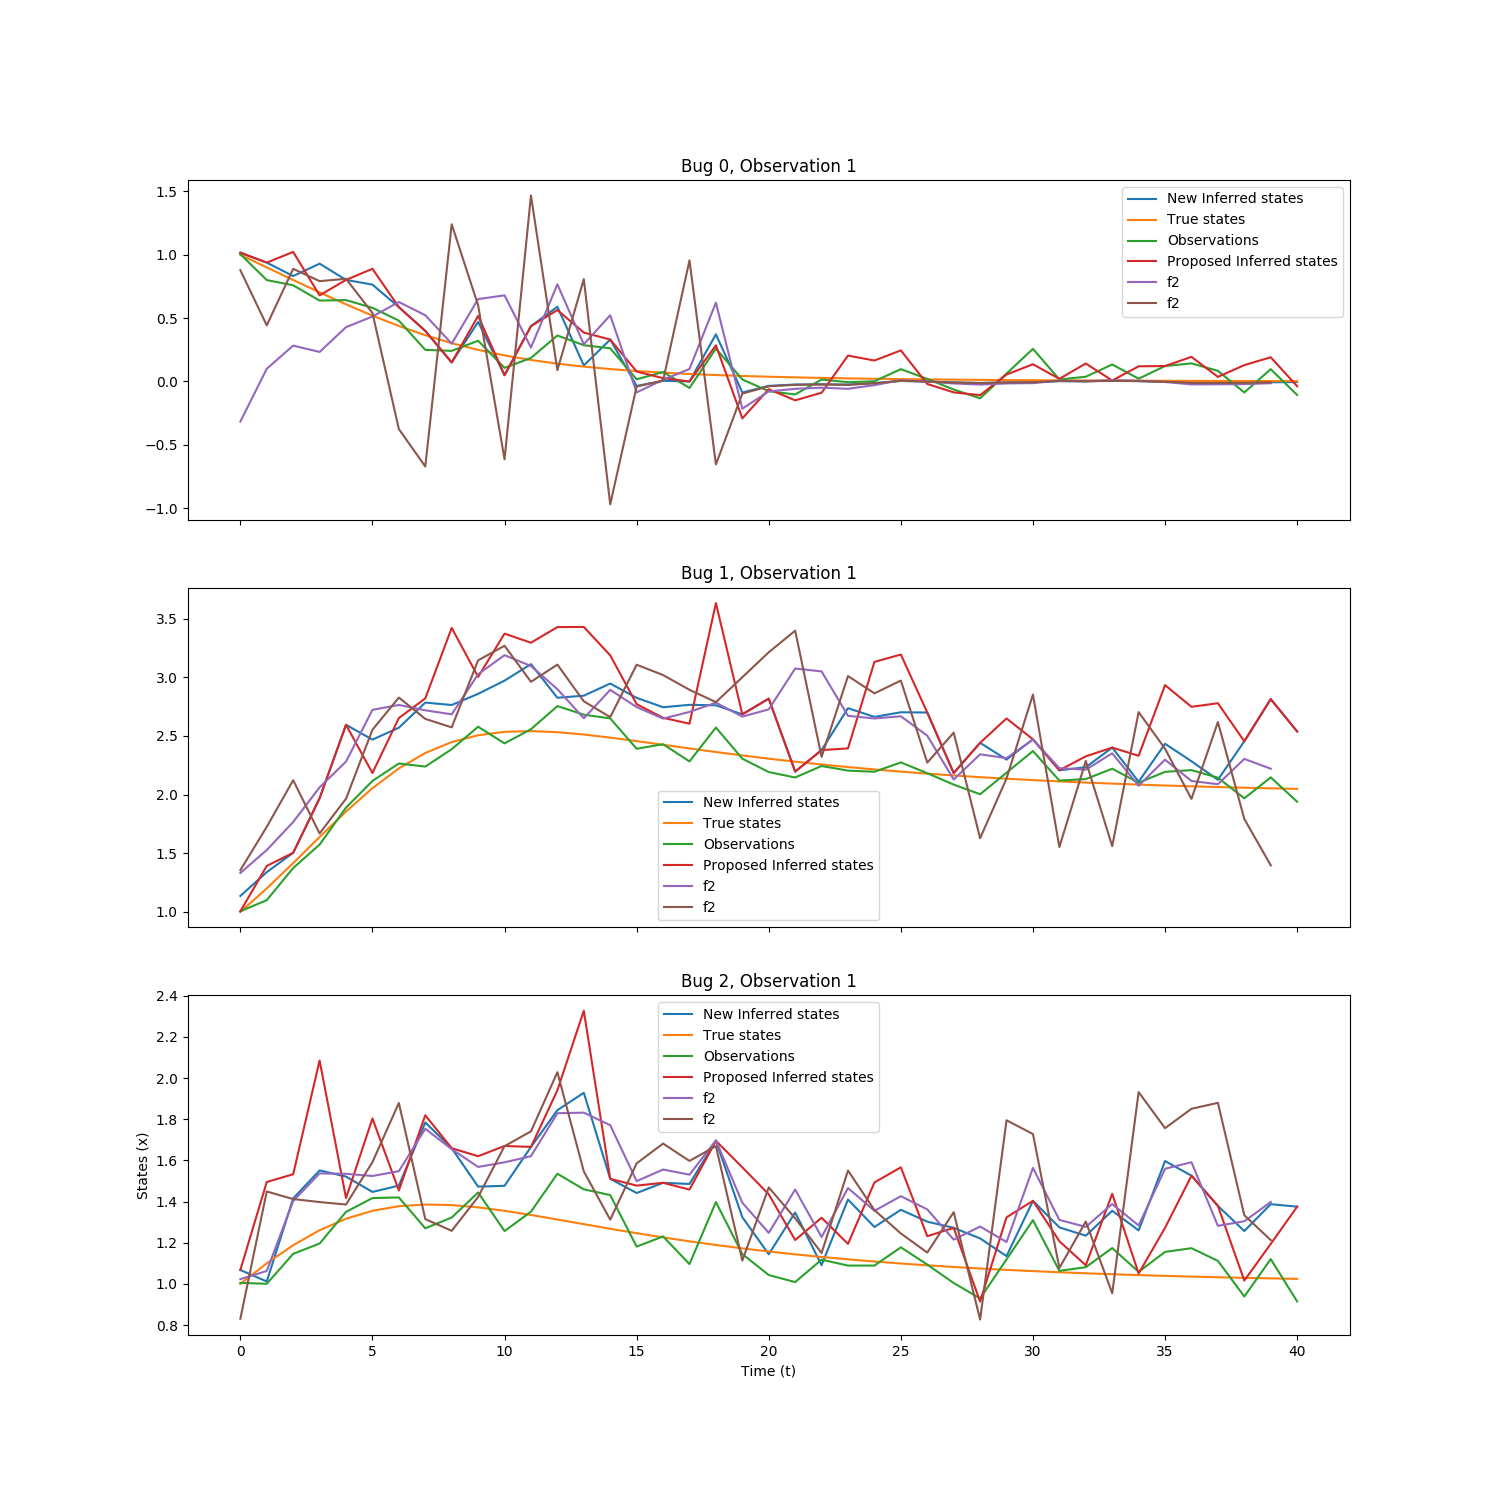 Bug 0, Observation 1
1.5
1.0
0.5
0.0
−0.5
−1.0
New Inferred states
True states
Observations
Proposed Inferred states
f2
f2
Bug 1, Observation 1
3.5
3.0
2.5
2.0
1.5
1.0
New Inferred states
True states
Observations
Proposed Inferred states
f2
f2
Bug 2, Observation 1
2.4
2.2
2.0
1.8
1.6
1.4
1.2
1.0
0.8
States (x)
New Inferred states
True states
Observations
Proposed Inferred states
f2
f2
0 5 10 15 20 25 30 35 40
Time (t)